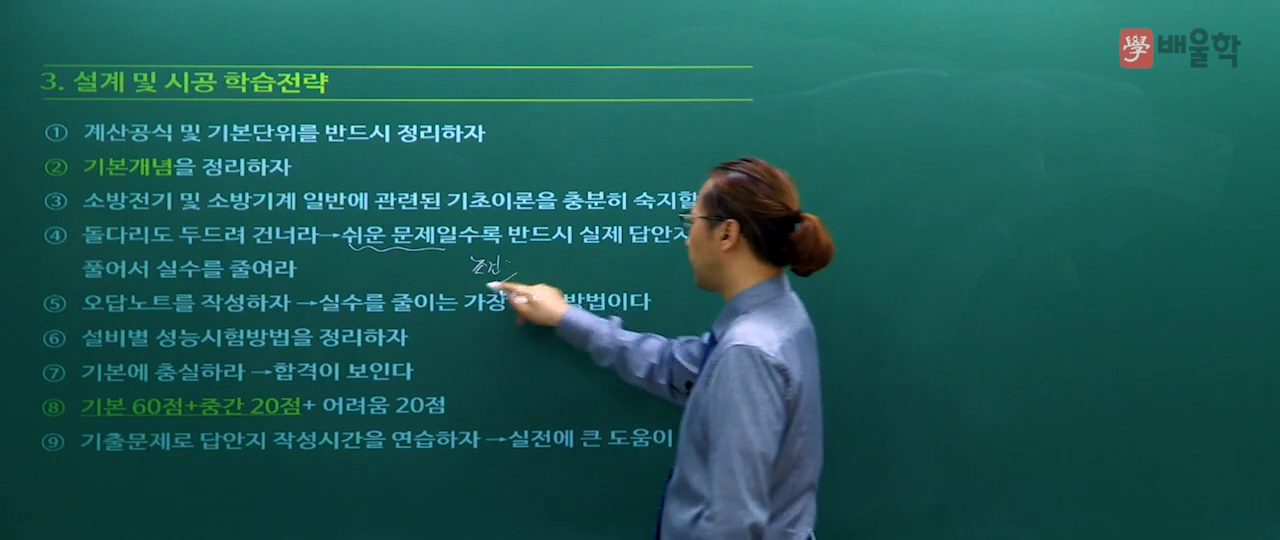 學 배울학
3. 설계 및 시공 학습전략
① 계산공식 및 기본단위를 반드시 정리하자
② 기본개념을 정리하자
③ 소방전기 및 소방기계 일반에 관련된 기초이론을 충분히 숙지할
④ 돌다리도 두드려 건너라→쉬운 문제일수록 반드시 실제 답안지
풀어서 실수를 줄여라
조건
⑤ 오답노트를 작성하자 →실수를 줄이는 가장 방법이다
⑥ 설비별 성능시험방법을 정리하자
⑦ 기본에 충실하라 →합격이 보인다
⑧ 기본 60점+중간 20점+ 어려움 20점
⑨ 기출문제로 답안지 작성시간을 연습하자 →실전에 큰 도움이